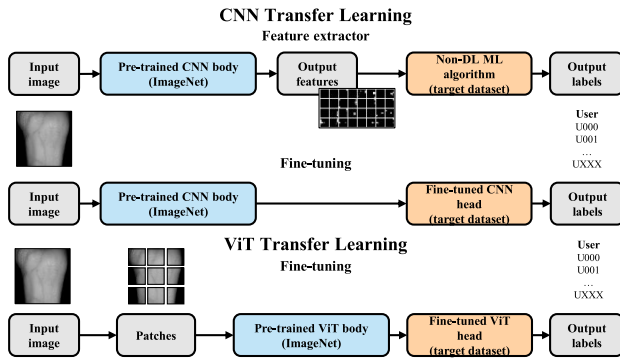 CNN Transfer Learning
Feature extractor
Input
image
Pre-trained CNN body
(ImageNet)
Output
features
Non-DL ML
algorithm
(target dataset)
Output
labels
User
U000
U001
...
UXXX
Fine-tuning
Input
image
Pre-trained CNN body
(ImageNet)
Fine-tuned CNN
head
(target dataset)
Output
labels
ViT Transfer Learning
Fine-tuning
User
U000
U001
...
UXXX
Input
image
Patches
Pre-trained ViT body
(ImageNet)
Fine-tuned ViT
head
(target dataset)
Output
labels